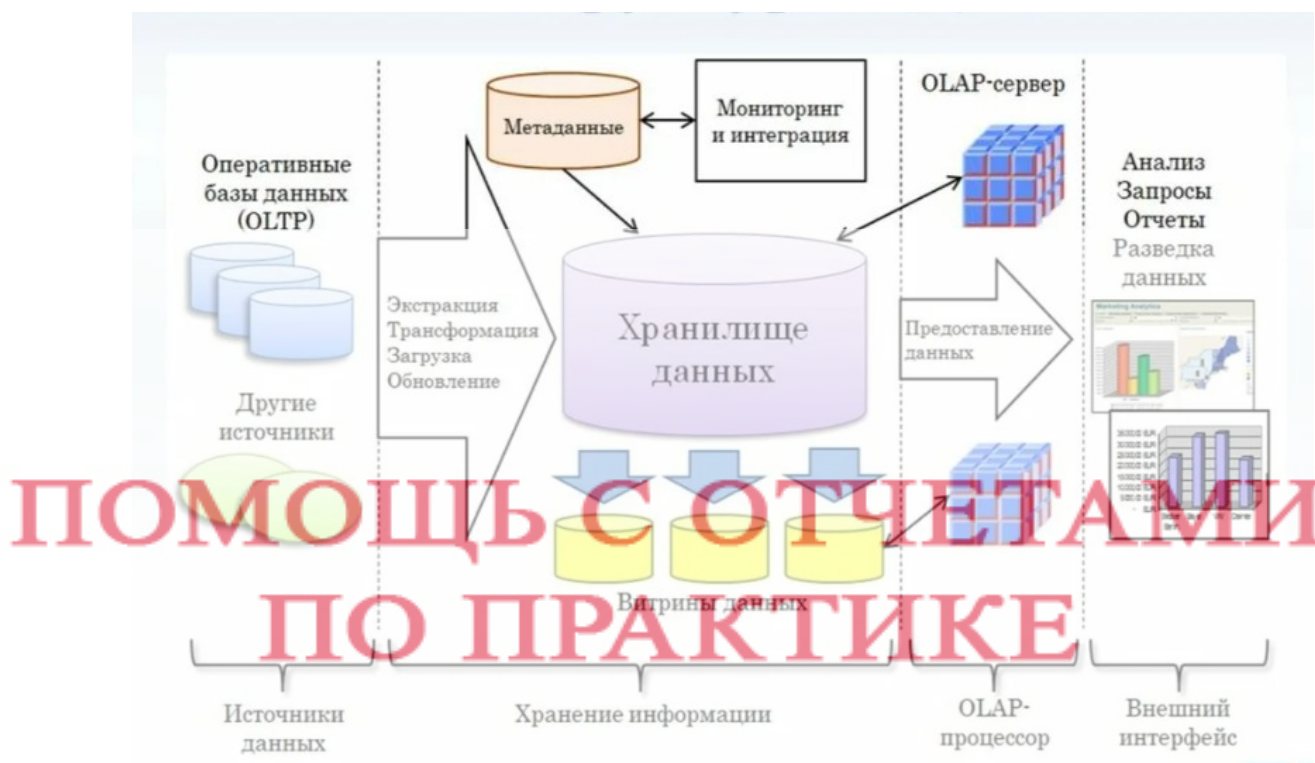 OLAP-сервер
Метаданные
Мониторинг
и интеграция
Оперативные
базы данных
(OLTP)
Анализ
Запросы
Отчеты
Разведка
данных
Экстракция
Трансформация
Загрузка
Обновление
Хранилище
данных
Предоставление
данных
Marketing Analytics
Другие
источники
ПОМОЩЬ С ОТЧЕТАМИ
ПО ПРАКТИКЕ
Витрины данных
Источники
данных
Хранение информации
OLAP-
процессор
Внешний
интерфейс